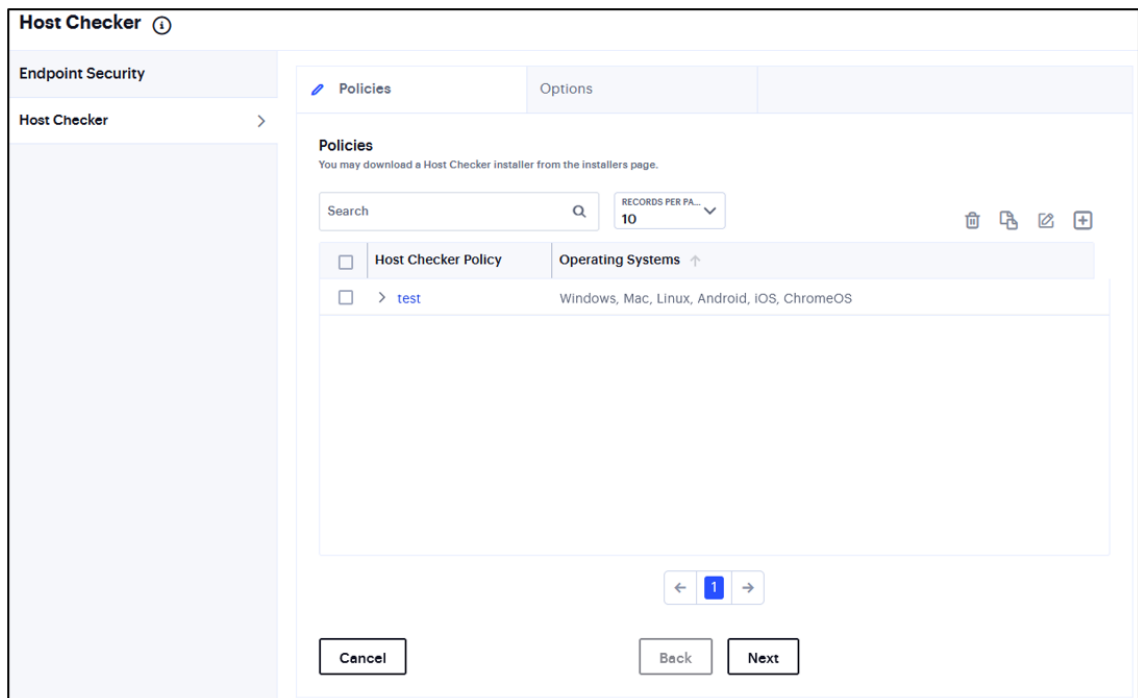 Host Checker
Endpoint Security
Host Checker
Policies
Options
Policies
You may download a Host Checker installer from the installers page.
Search
RECORDS PER PA...
10
Host Checker Policy
Operating Systems
test
Windows, Mac, Linux, Android, iOS, ChromeOS
1
Cancel
Back
Next